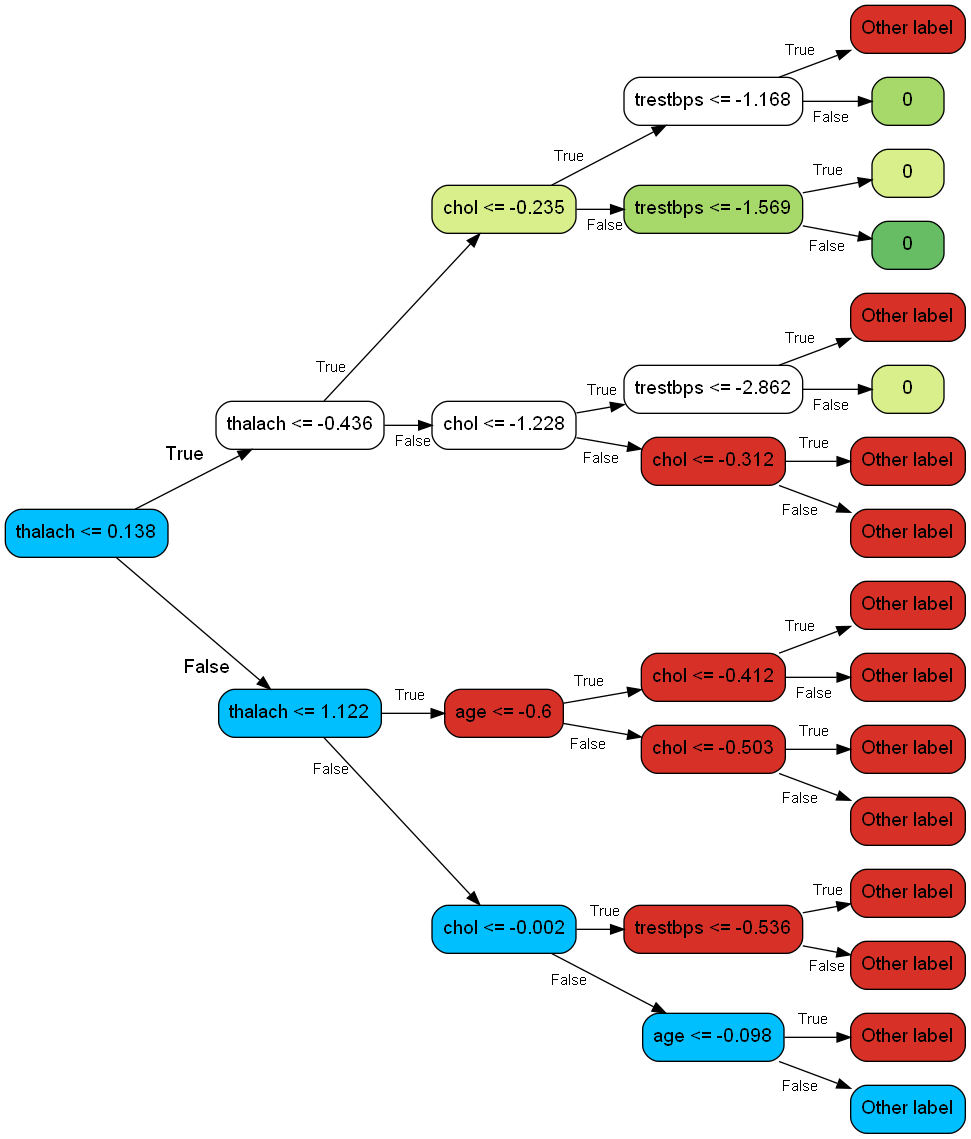 Other label
True
trestbps <= -1.168
0
False
True
True
0
chol <= -0.235
trestbps <= -1.569
False
0
False
Other label
True
True
trestbps <= -2.862
0
True
False
thalach <= -0.436
chol <= -1.228
False
True
Other label
True
chol <= -0.312
False
False
Other label
thalach <= 0.138
Other label
True
chol <= -0.412
Other label
True
False
False
thalach <= 1.122
True
age <= -0.6
True
Other label
chol <= -0.503
False
False
False
Other label
True
Other label
chol <= -0.002
True
trestbps <= -0.536
False
Other label
False
True
age <= -0.098
Other label
False
Other label